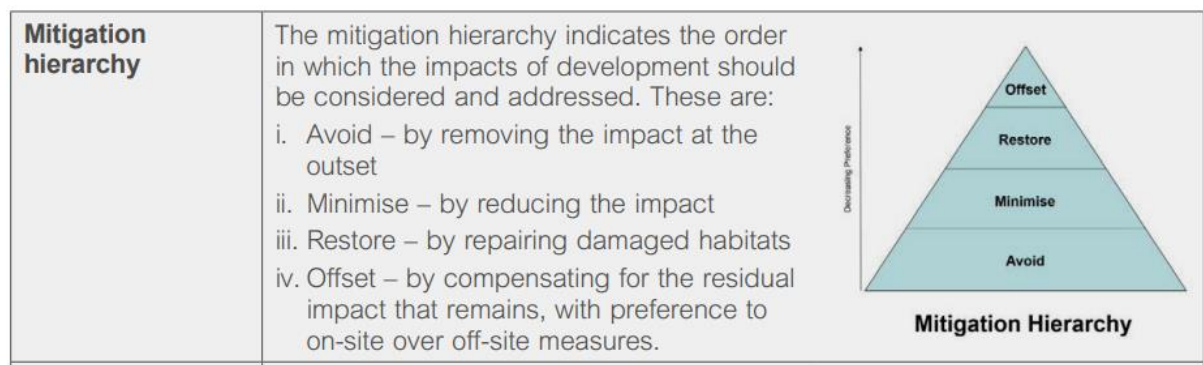 Mitigation
hierarchy
The mitigation hierarchy indicates the order
in which the impacts of development should
be considered and addressed. These are:
i. Avoid – by removing the impact at the
outset
ii. Minimise – by reducing the impact
iii. Restore – by repairing damaged habitats
iv. Offset – by compensating for the residual
impact that remains, with preference to
on-site over off-site measures.
Decreasing Preference
Offset
Restore
Minimise
Avoid
Mitigation Hierarchy